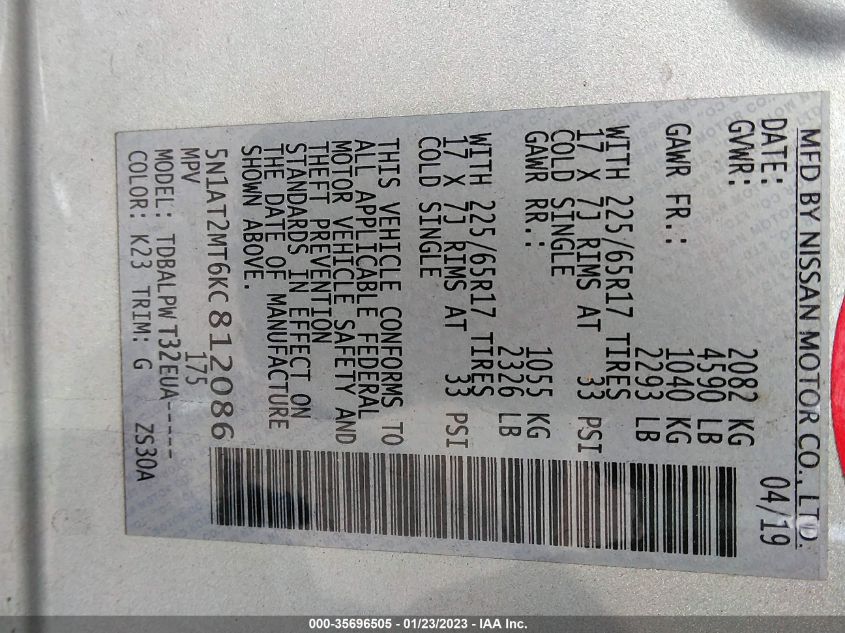 MFD BY NISSAN MOTOR CO., LTD.
DATE: 04/19
GVWR: 2082 KG
4590 LB
GAWR FR.: 1040 KG
2293 LB
WITH 225/65R17 TIRES
17 X 7J RIMS AT 33 PSI
COLD SINGLE
GAWR RR.: 1055 KG
2326 LB
WITH 225/65R17 TIRES
17 X 7J RIMS AT 33 PSI
COLD SINGLE
THIS VEHICLE CONFORMS TO
ALL APPLICABLE FEDERAL
MOTOR VEHICLE SAFETY AND
THEFT PREVENTION
STANDARDS IN EFFECT ON
THE DATE OF MANUFACTURE
SHOWN ABOVE.
5N1AT2MT6KC812086
MPV 175
MODEL: TDBALPW T32EUA-----
COLOR: K23 TRIM: G ZS30A
000-35696505 - 01/23/2023 - IAA Inc.